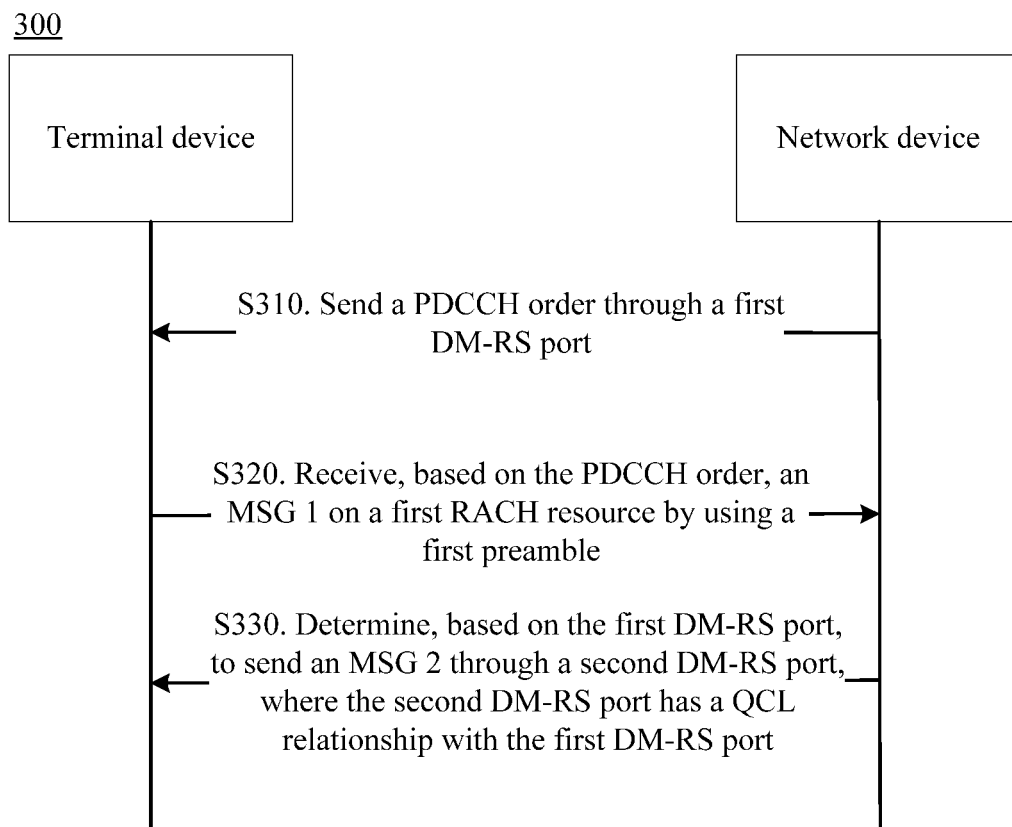 300
Terminal device
Network device
S310. Send a PDCCH order through a first
DM-RS port
S320. Receive, based on the PDCCH order, an
MSG 1 on a first RACH resource by using a
first preamble
S330. Determine, based on the first DM-RS port,
to send an MSG 2 through a second DM-RS port,
where the second DM-RS port has a QCL
relationship with the first DM-RS port